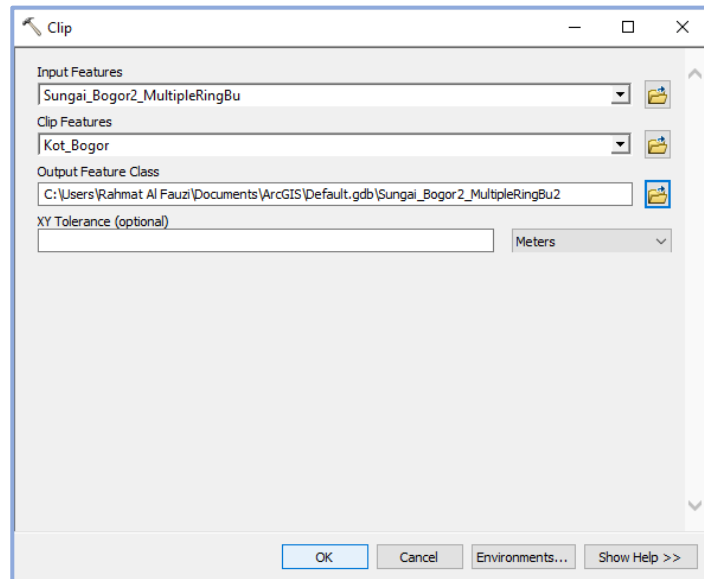 Clip
Input Features
Sungai_Bogor2_MultipleRingBu
Clip Features
Kot_Bogor
Output Feature Class
C:\Users\Rahmat Al Fauzi\Documents\ArcGIS\Default.gdb\Sungai_Bogor2_MultipleRingBu2
XY Tolerance (optional)
Meters
OK Cancel Environments... Show Help >>